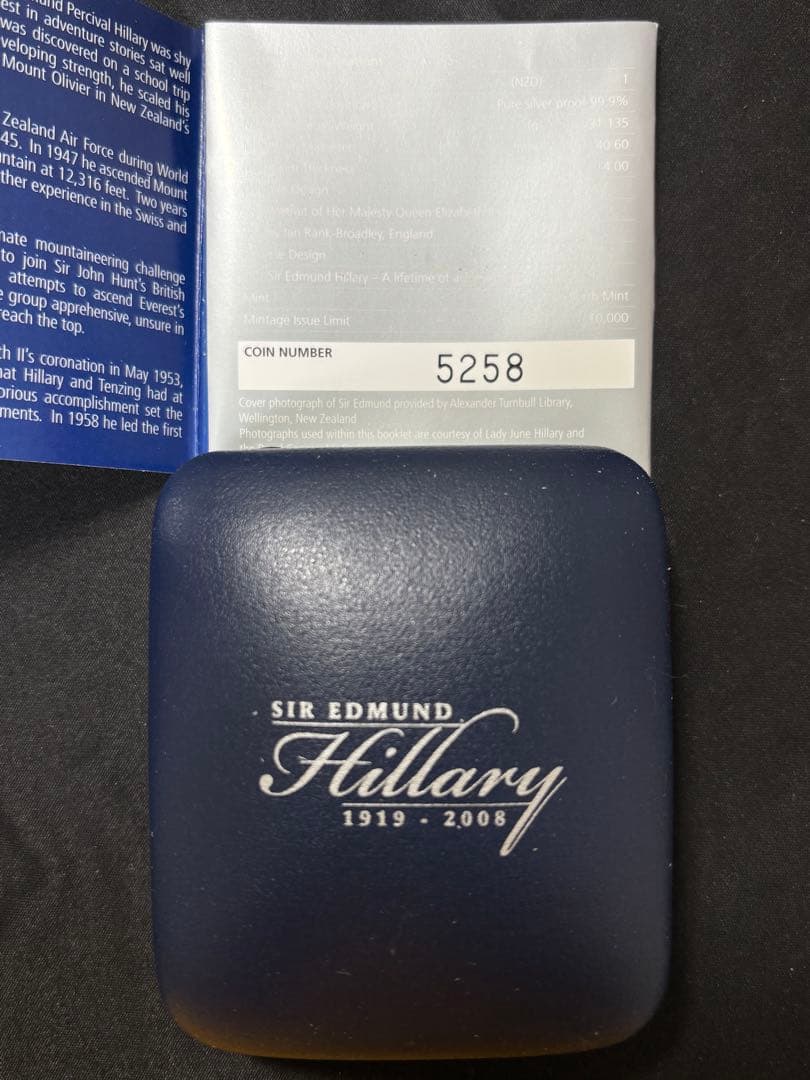 Percival Hillary was shy
est in adventure stories sat well
was discovered on a school trip
veloping strength, he scaled his
Mount Olivier in New Zealand's
Zealand Air Force during World
45. In 1947 he ascended Mount
ntain at 12,316 feet. Two years
ther experience in the Swiss and
nate mountaineering challenge
to join Sir John Hunt's British
attempts to ascend Everest's
e group apprehensive, unsure in
reach the top.
th II's coronation in May 1953,
hat Hillary and Tenzing had at
orious accomplishment set the
ments. In 1958 he led the first
(NZD) 1
Pure silver proof 99.9%
31.135
40.60
4.00
Design
of Her Majesty Queen Elizabeth
Ian Rank-Broadley, England
Design
Sir Edmund Hillary – A lifetime of
Mint Mint
Mintage Issue Limit 10,000
COIN NUMBER 5258
Cover photograph of Sir Edmund provided by Alexander Turnbull Library,
Wellington, New Zealand
Photographs used within this booklet are courtesy of Lady June Hillary and
SIR EDMUND
Hillary
1919 - 2008